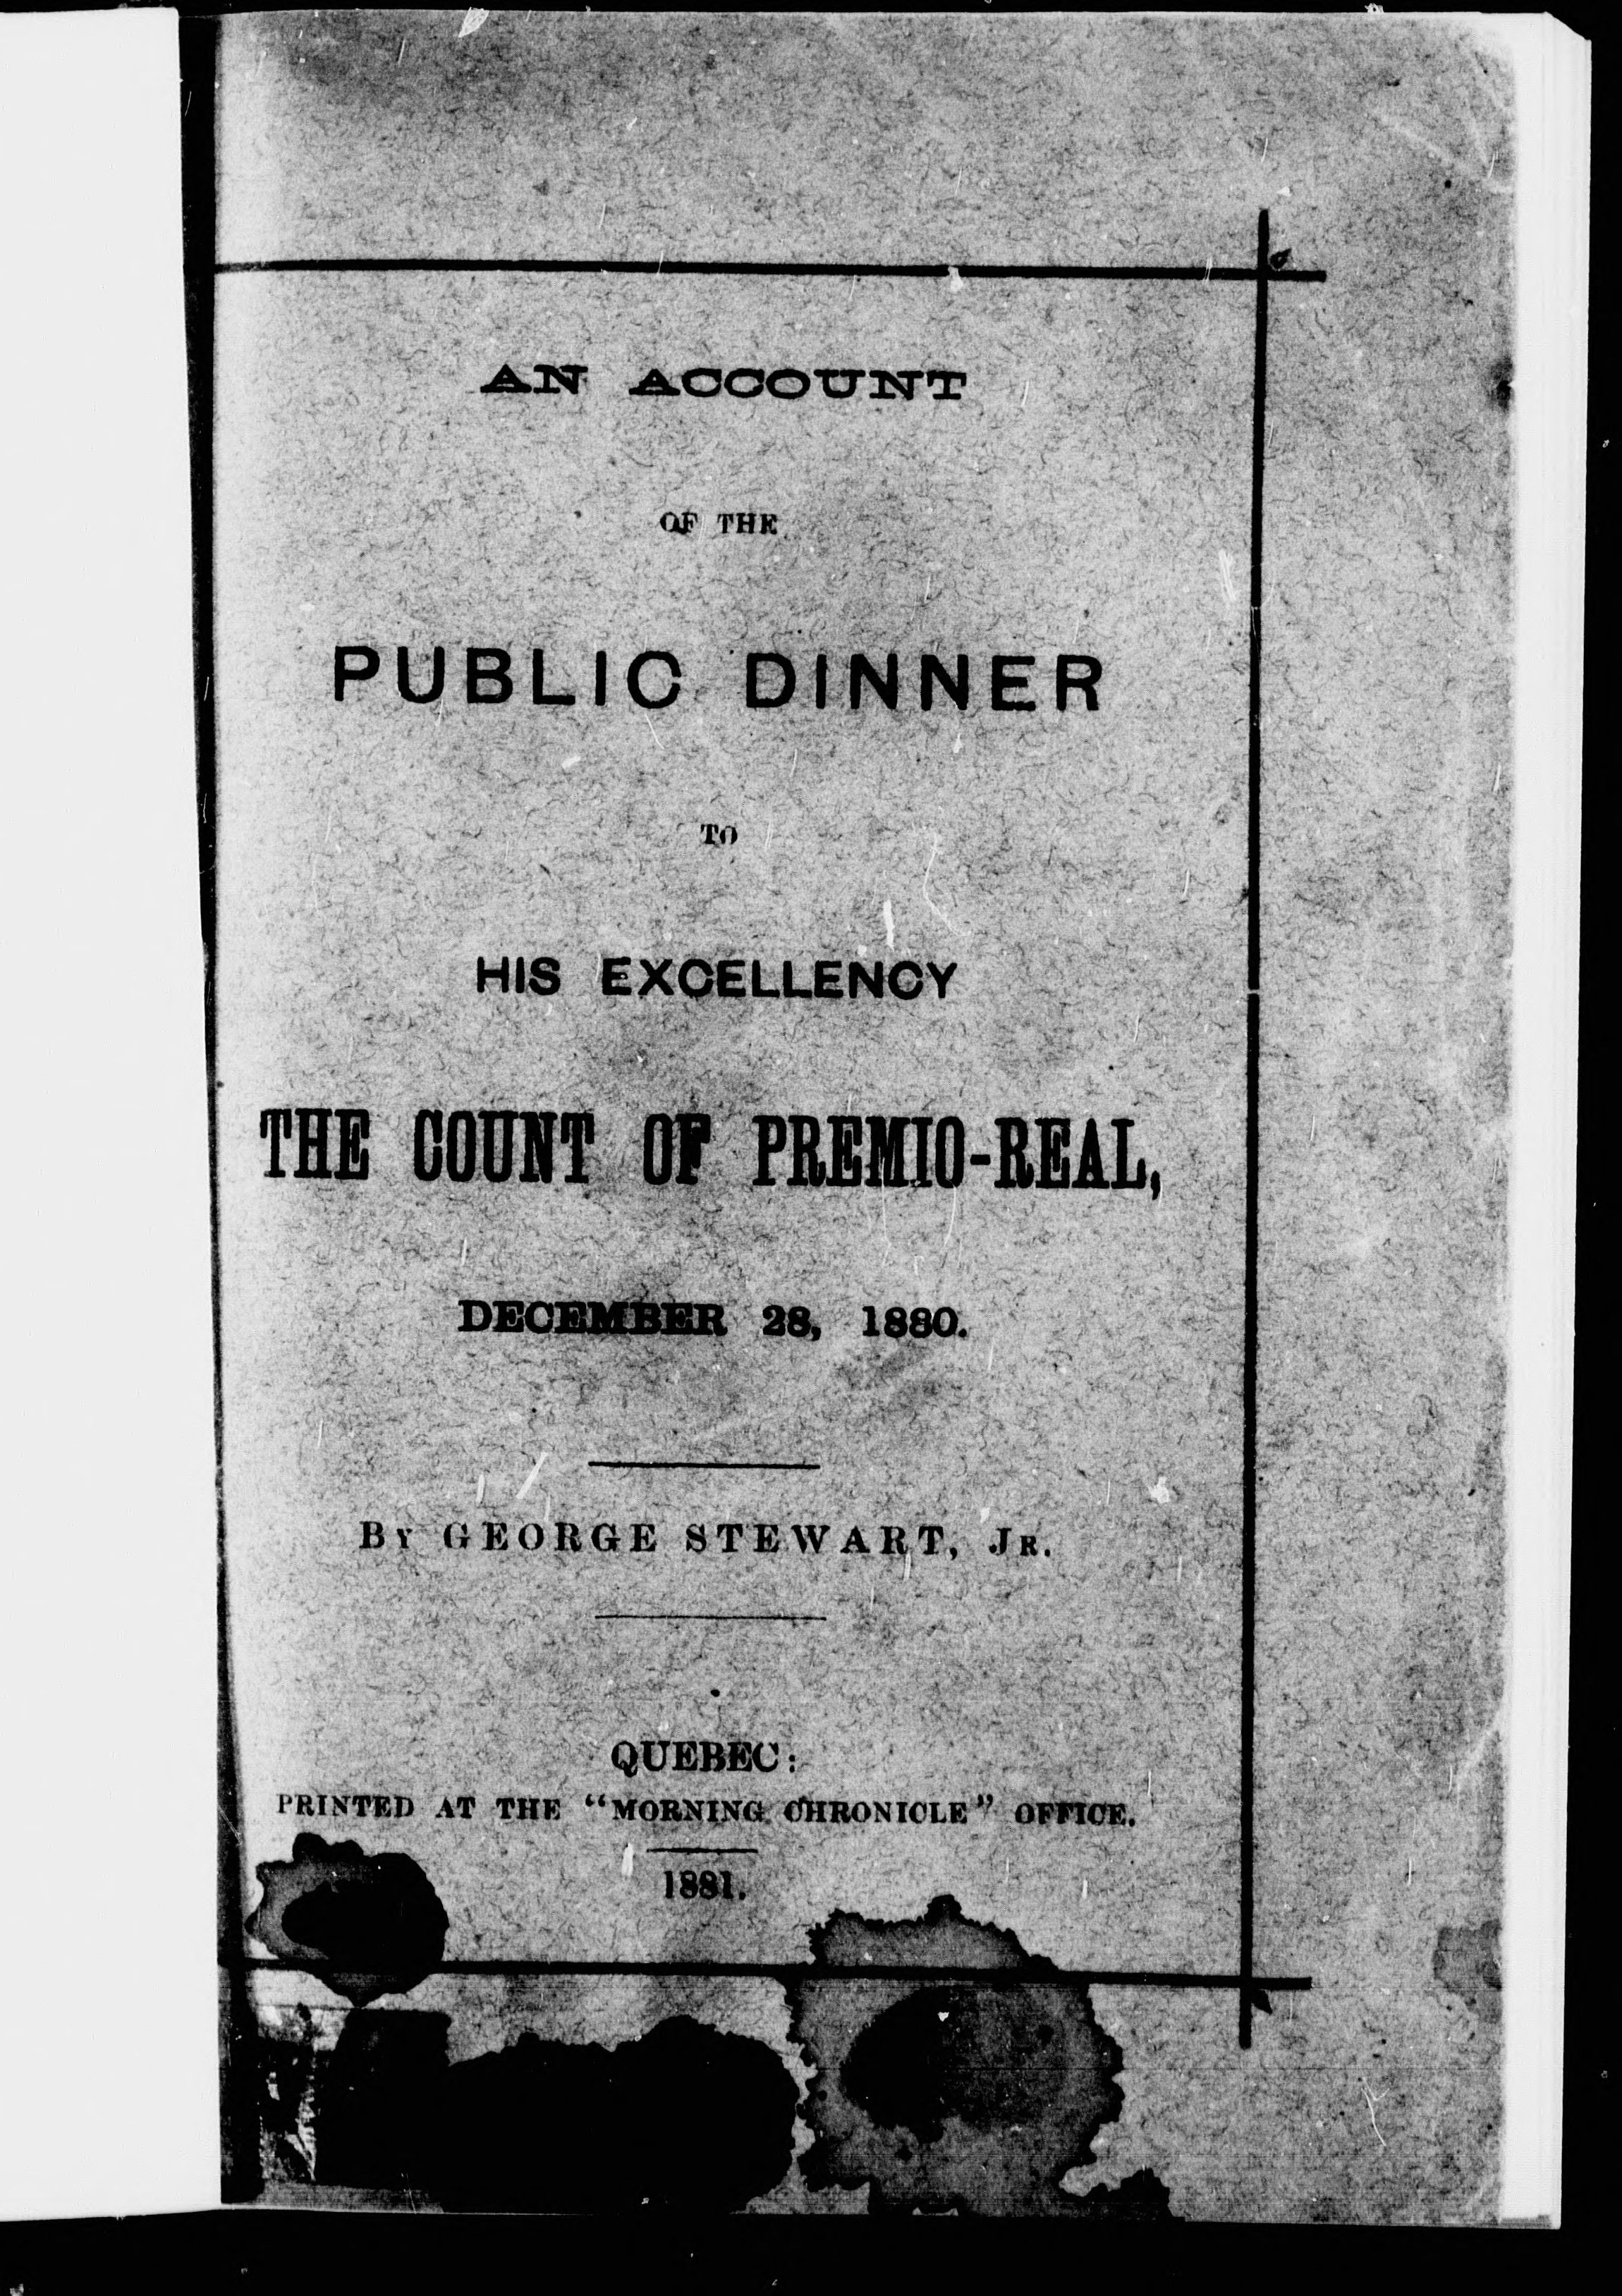 AN ACCOUNT
OF THE
PUBLIC DINNER
TO
HIS EXCELLENCY
THE COUNT OF PREMIO-REAL,
DECEMBER 28, 1880.
BY GEORGE STEWART, JR.
QUEBEC:
PRINTED AT THE "MORNING CHRONICLE" OFFICE.
1881.